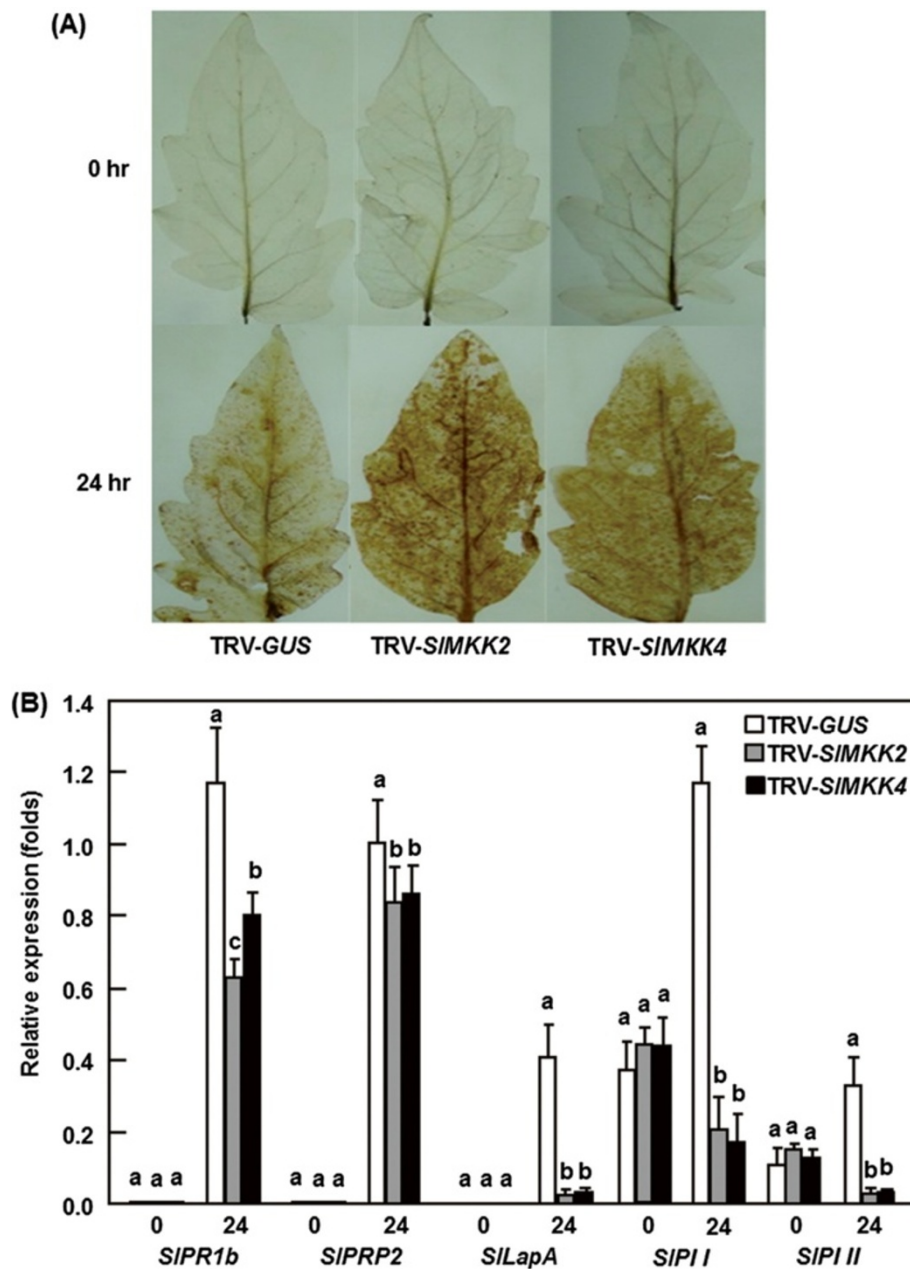 (A)
0 hr
24 hr
TRV-GUS TRV-SlMKK2 TRV-SlMKK4
(B)
Relative expression (folds)
1.4
1.2
1.0
0.8
0.6
0.4
0.2
0.0
TRV-GUS
TRV-SlMKK2
TRV-SlMKK4
a a a a c b
a a a a b b
a a a a b b
a a a a b b
a a a a b b
0 24 0 24 0 24 0 24 0 24
SlPR1b SlPRP2 SlLapA SlPI I SlPI II